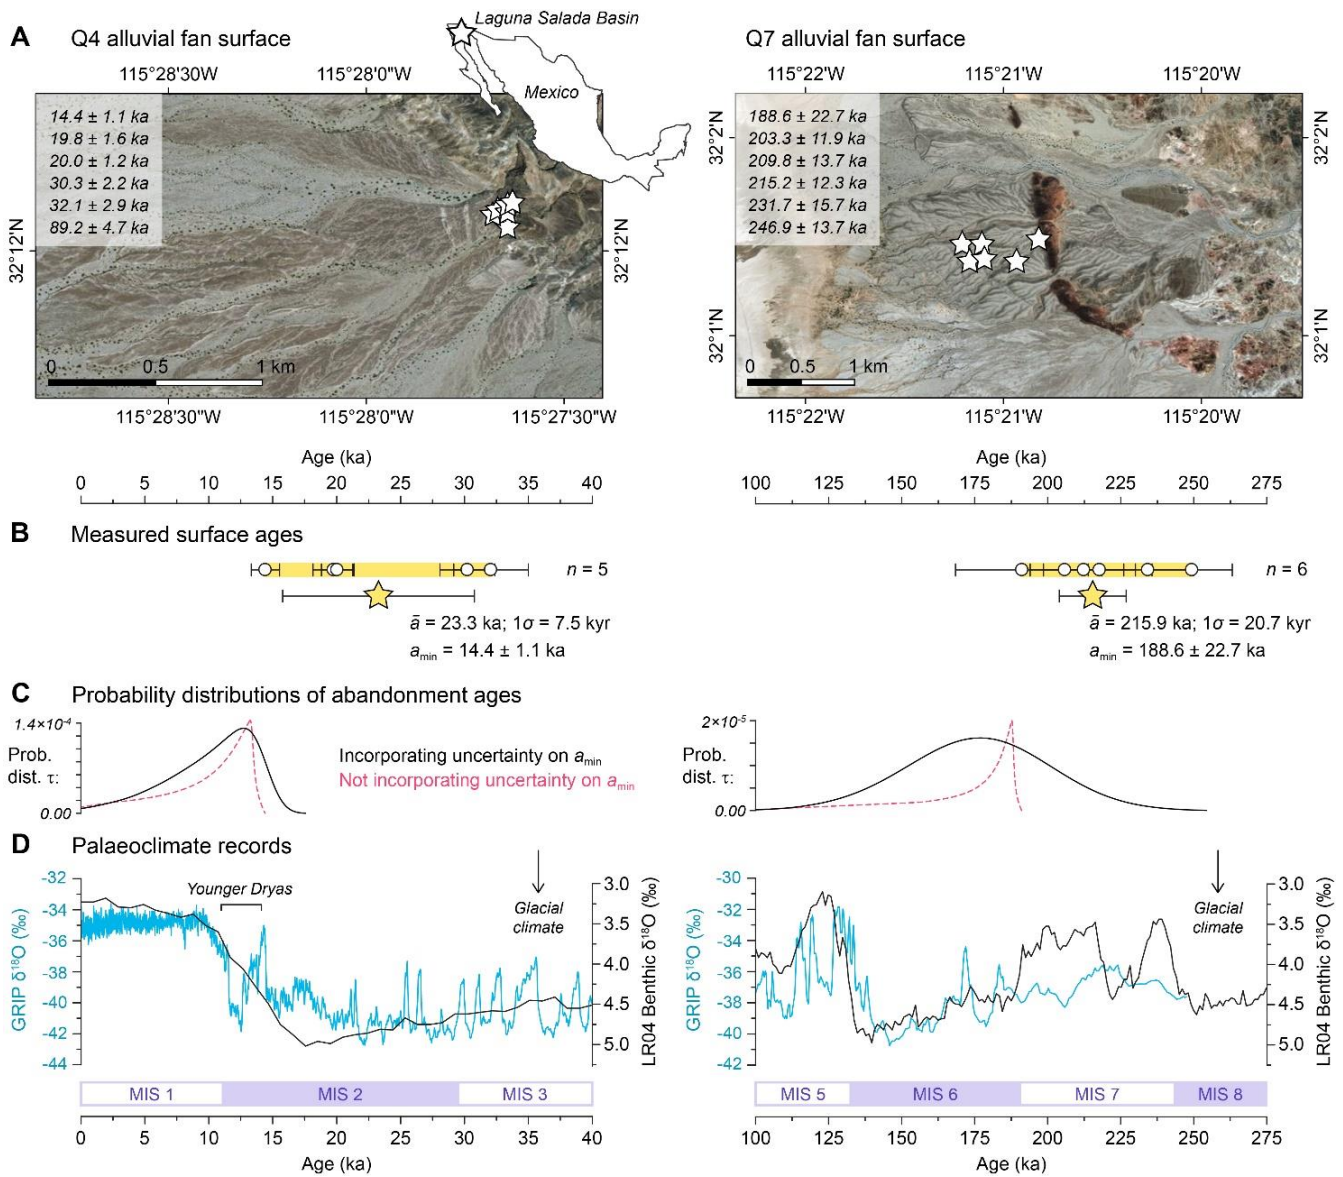 Laguna Salada Basin
A Q4 alluvial fan surface
Q7 alluvial fan surface
Mexico
115°28'30W 115°28'0"W
115°22'W 115°21'W 115°20'W
14.4 ± 1.1 ka
19.8 ± 1.6 ka
20.0 ± 1.2 ka
30.3 ± 2.2 ka
32.1 ± 2.9 ka
89.2 ± 4.7 ka
188.6 ± 22.7 ka
203.3 ± 11.9 ka
209.8 ± 13.7 ka
215.2 ± 12.3 ka
231.7 ± 15.7 ka
246.9 ± 13.7 ka
32°12'N
32°12'N
32°2'N
32°2'N
32°1'N
32°1'N
0 0.5 1 km
0 0.5 1 km
115°28'30"W 115°28'0"W 115°27'30"W
115°22'W 115°21'W 115°20'W
Age (ka)
0 5 10 15 20 25 30 35 40
Age (ka)
100 125 150 175 200 225 250 275
B Measured surface ages
n = 5
ā = 23.3 ka; 1σ = 7.5 kyr
amin = 14.4 ± 1.1 ka
n = 6
ā = 215.9 ka; 1σ = 20.7 kyr
amin = 188.6 ± 22.7 ka
C Probability distributions of abandonment ages
1.4×10-4
Prob.
dist. τ:
0.00
Incorporating uncertainty on amin
Not incorporating uncertainty on amin
2×10-5
Prob.
dist. τ:
0.00
D Palaeoclimate records
GRIP δ18O (‰)
-32
-34
-36
-38
-40
-42
-44
Younger Dryas
Glacial
climate
3.0
3.5
4.0
4.5
5.0
LR04 Benthic δ18O (‰)
GRIP δ18O (‰)
-30
-32
-34
-36
-38
-40
-42
Glacial
climate
3.0
3.5
4.0
4.5
5.0
LR04 Benthic δ18O (‰)
MIS 1 MIS 2 MIS 3
MIS 5 MIS 6 MIS 7 MIS 8
0 5 10 15 20 25 30 35 40
Age (ka)
100 125 150 175 200 225 250 275
Age (ka)